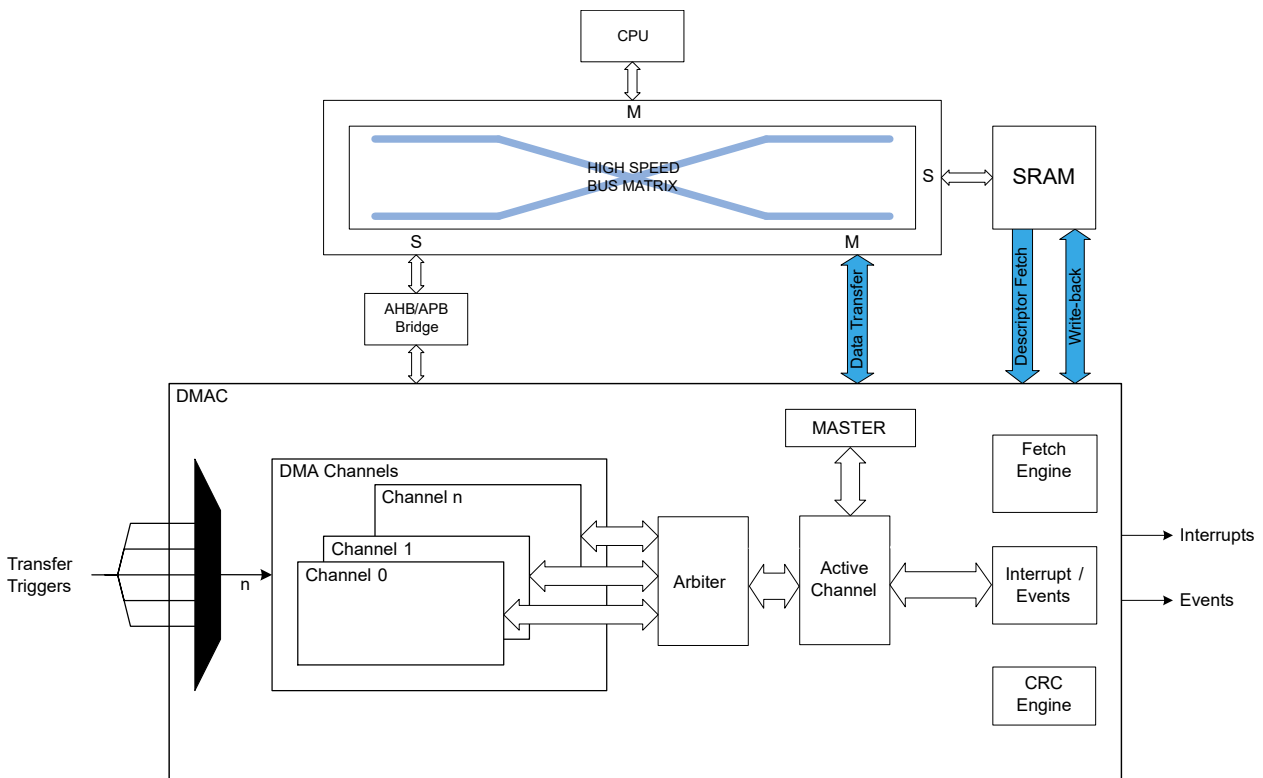 CPU
M
HIGH SPEED
BUS MATRIX
S
SRAM
S
M
AHB/APB
Bridge
Data Transfer
Descriptor Fetch
Write-back
DMAC
MASTER
Fetch
Engine
DMA Channels
Channel n
Channel 1
Channel 0
Transfer
Triggers
n
Arbiter
Active
Channel
Interrupt /
Events
Interrupts
Events
CRC
Engine